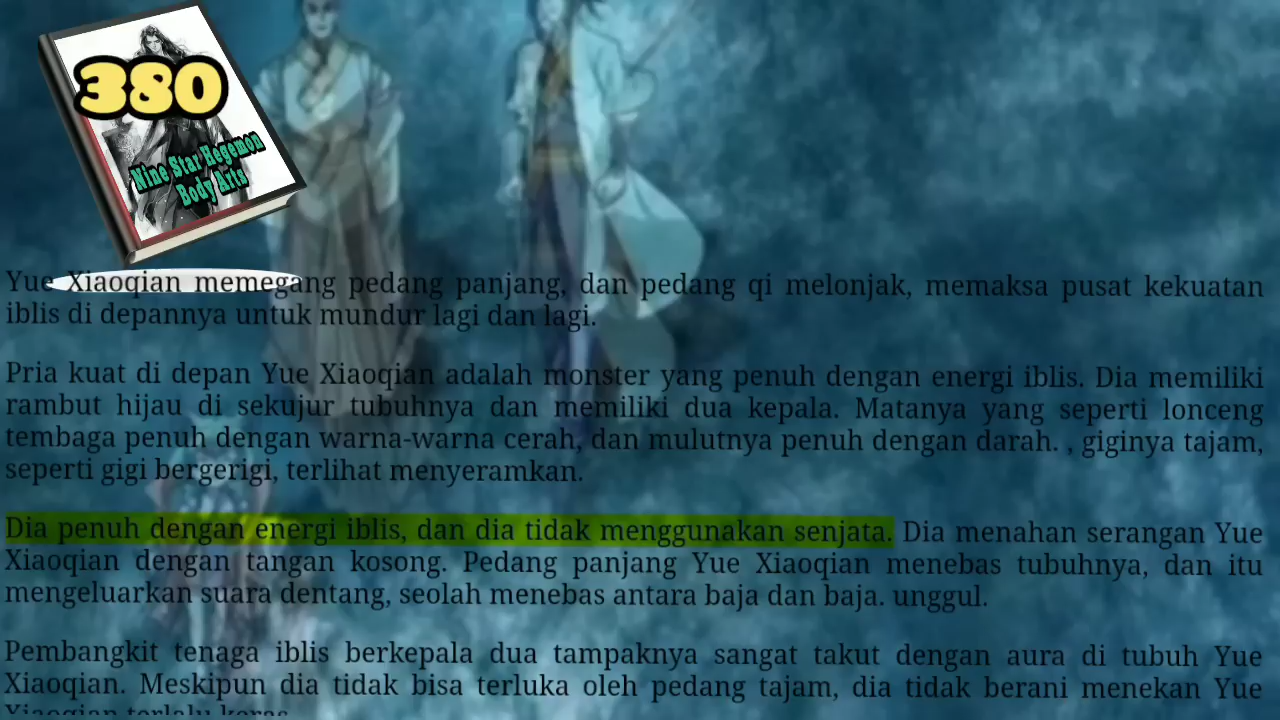 380
Nine Star Hegemon
Body Arts
Yue Xiaoqian memegang pedang panjang, dan pedang qi melonjak, memaksa pusat kekuatan
iblis di depannya untuk mundur lagi dan lagi.
Pria kuat di depan Yue Xiaoqian adalah monster yang penuh dengan energi iblis. Dia memiliki
rambut hijau di sekujur tubuhnya dan memiliki dua kepala. Matanya yang seperti lonceng
tembaga penuh dengan warna-warna cerah, dan mulutnya penuh dengan darah. , giginya tajam,
seperti gigi bergerigi, terlihat menyeramkan.
Dia penuh dengan energi iblis, dan dia tidak menggunakan senjata. Dia menahan serangan Yue
Xiaoqian dengan tangan kosong. Pedang panjang Yue Xiaoqian menebas tubuhnya, dan itu
mengeluarkan suara dentang, seolah menebas antara baja dan baja. unggul.
Pembangkit tenaga iblis berkepala dua tampaknya sangat takut dengan aura di tubuh Yue
Xiaoqian. Meskipun dia tidak bisa terluka oleh pedang tajam, dia tidak berani menekan Yue
Xiaoqian terlalu keras.